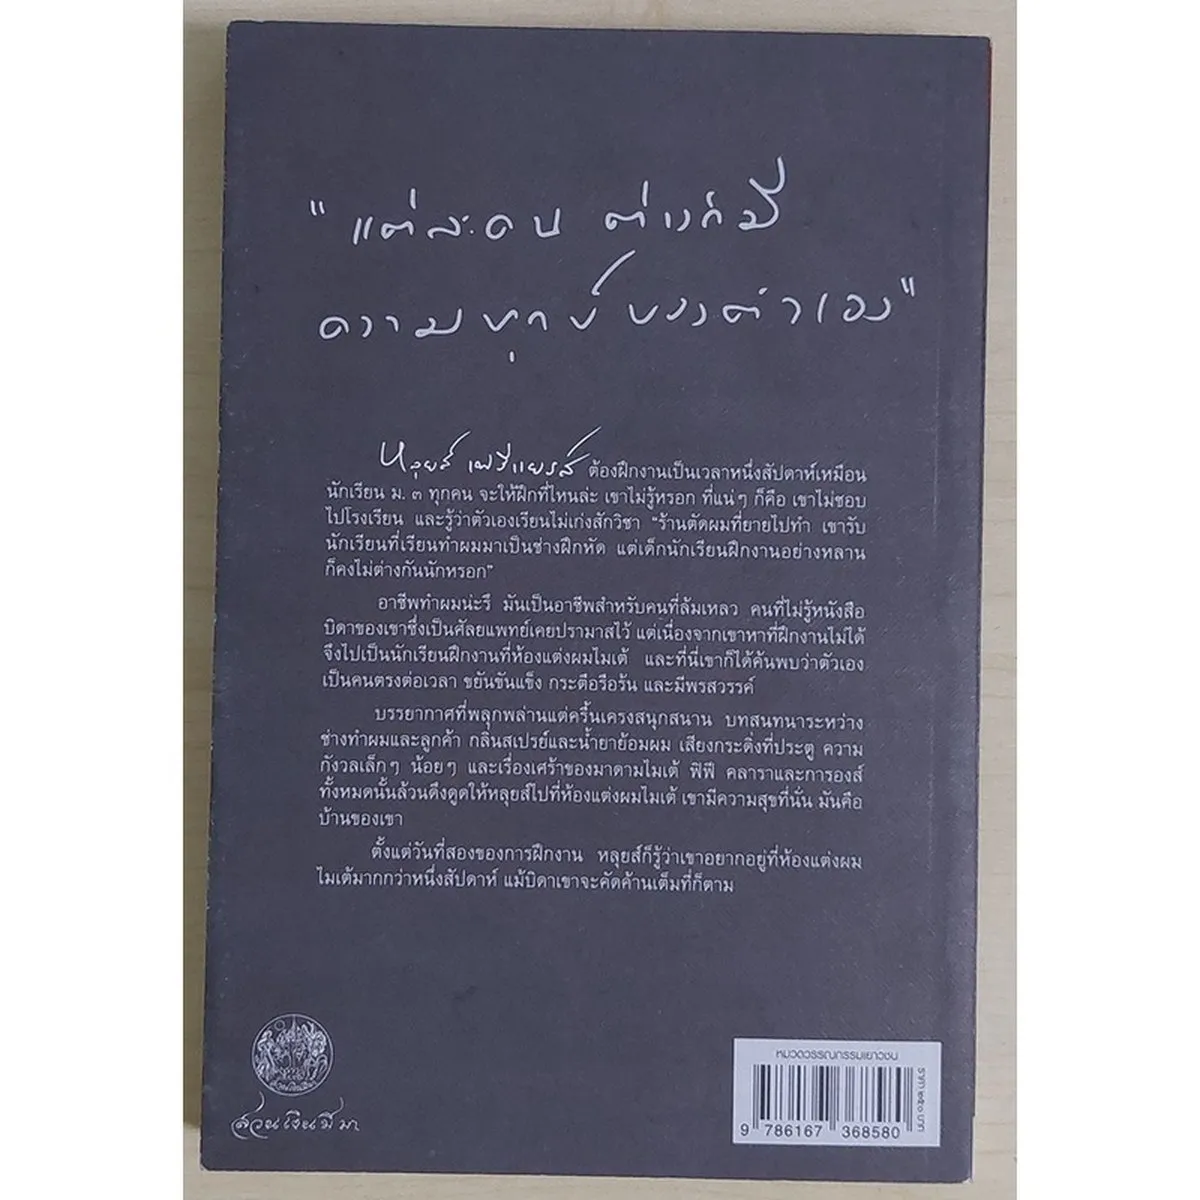 "แต่ละคน ต่างก็มี
ความทุกข์ของตัวเอง"
หลุยส์ เฟริแยรส์ ต้องฝึกงานเป็นเวลาหนึ่งสัปดาห์เหมือน
นักเรียน ม. ๓ ทุกคน จะให้ฝึกที่ไหนล่ะ เขาไม่รู้หรอก ที่แน่ๆ ก็คือ เขาไม่ชอบ
ไปโรงเรียน และรู้ว่าตัวเองเรียนไม่เก่งสักวิชา "ร้านตัดผมที่ยายไปทำ เขารับ
นักเรียนที่เรียนทำผมมาเป็นช่างฝึกหัด แต่เด็กนักเรียนฝึกงานอย่างหลาน
ก็คงไม่ต่างกันนักหรอก"
อาชีพทำผมน่ะรึ มันเป็นอาชีพสำหรับคนที่ล้มเหลว คนที่ไม่รู้หนังสือ
บิดาของเขาซึ่งเป็นศัลยแพทย์เคยปรามาสไว้ แต่เนื่องจากเขาหาที่ฝึกงานไม่ได้
จึงไปเป็นนักเรียนฝึกงานที่ห้องแต่งผมไมเต้ และที่นี่เขาก็ได้ค้นพบว่าตัวเอง
เป็นคนตรงต่อเวลา ขยันขันแข็ง กระตือรือร้น และมีพรสวรรค์
บรรยากาศที่พลุกพล่านแต่ครื้นเครงสนุกสนาน บทสนทนาระหว่าง
ช่างทำผมและลูกค้า กลิ่นสเปรย์และน้ำยาย้อมผม เสียงกระดิ่งที่ประตู ความ
กังวลเล็กๆ น้อยๆ และเรื่องเศร้าของมาดามไมเต้ ฟิฟี คลาราและการองส์
ทั้งหมดนั้นล้วนดึงดูดให้หลุยส์ไปที่ห้องแต่งผมไมเต้ เขามีความสุขที่นั่น มันคือ
บ้านของเขา
ตั้งแต่วันที่สองของการฝึกงาน หลุยส์ก็รู้ว่าเขาอยากอยู่ที่ห้องแต่งผม
ไมเต้มากกว่าหนึ่งสัปดาห์ แม้บิดาเขาจะคัดค้านเต็มที่ก็ตาม
สวนเงินมีมา
หมวดวรรณกรรมเยาวชน
ราคา ๒๕๐ บาท
9 786167 368580